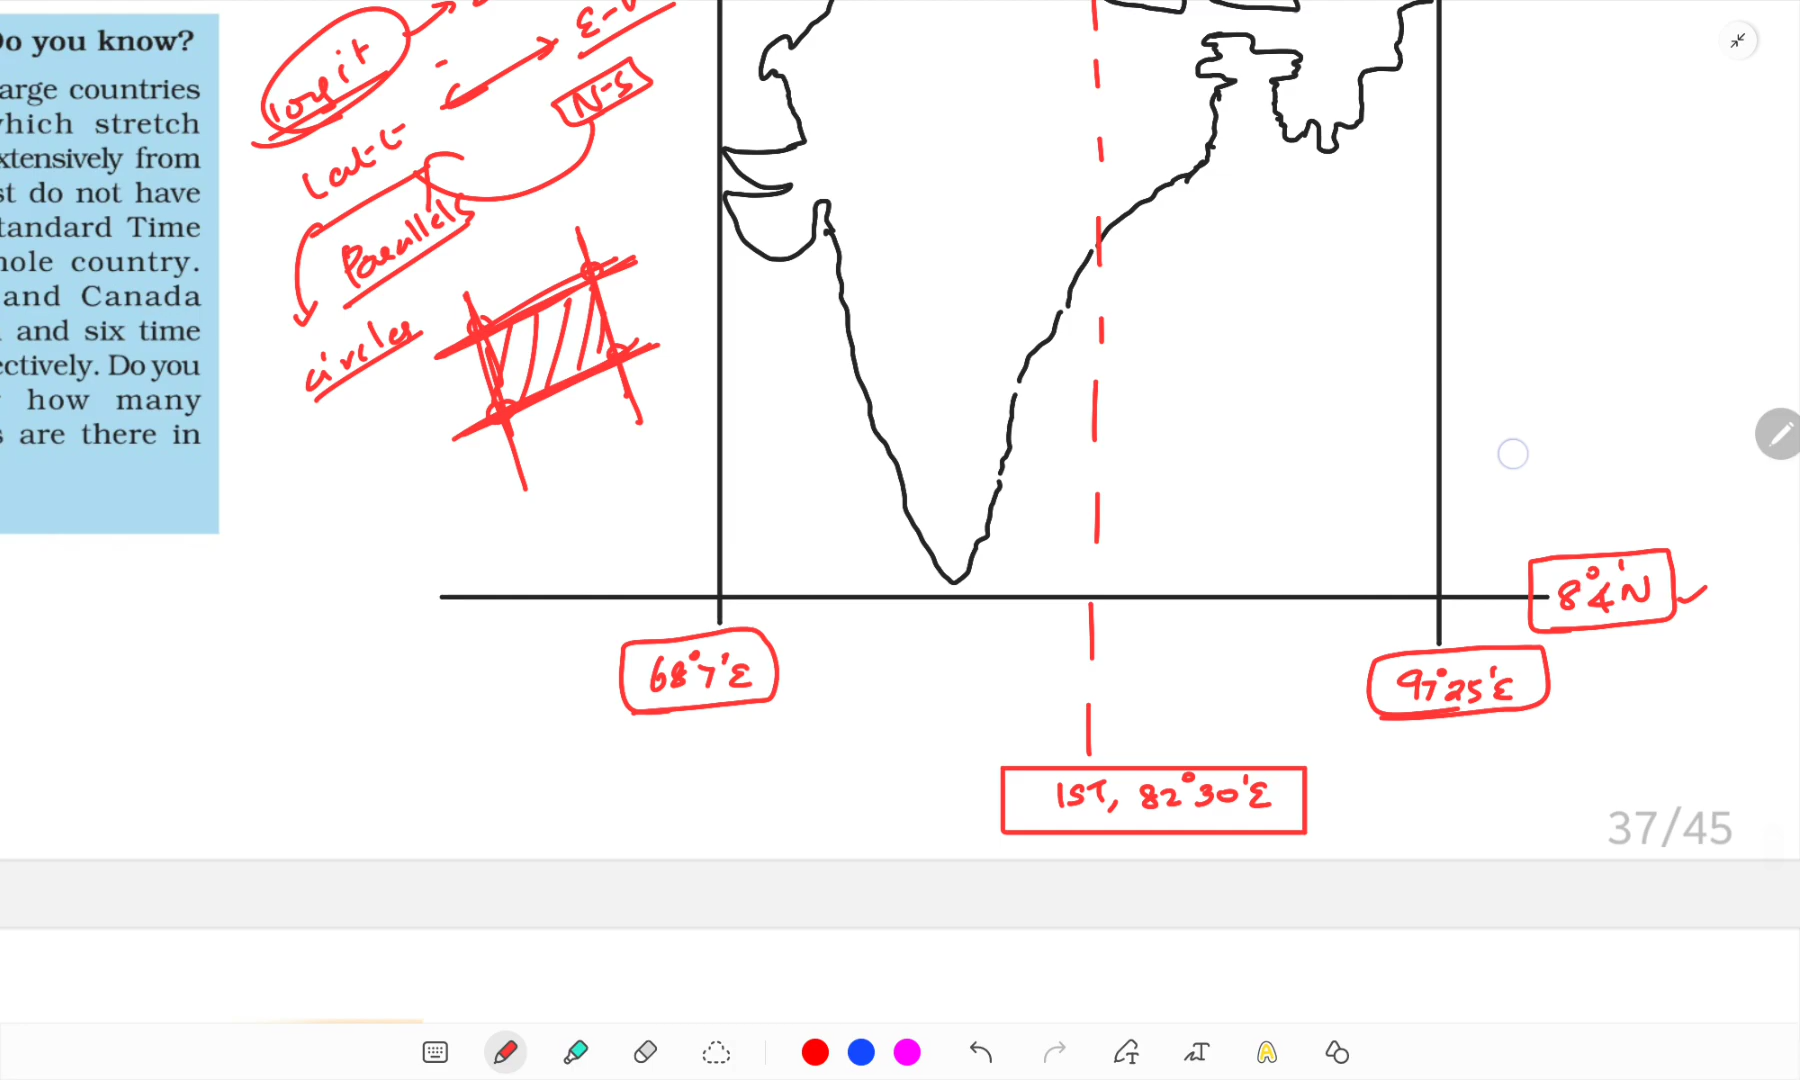 Do you know?
arge countries
which stretch
xtensively from
st do not have
tandard Time
hole country.
and Canada
and six time
ectively. Do you
how many
s are there in
longit
N-S
Lati-
Parallels
circles
8°4'N
68°7'E
97°25'E
IST, 82°30'E
37/45